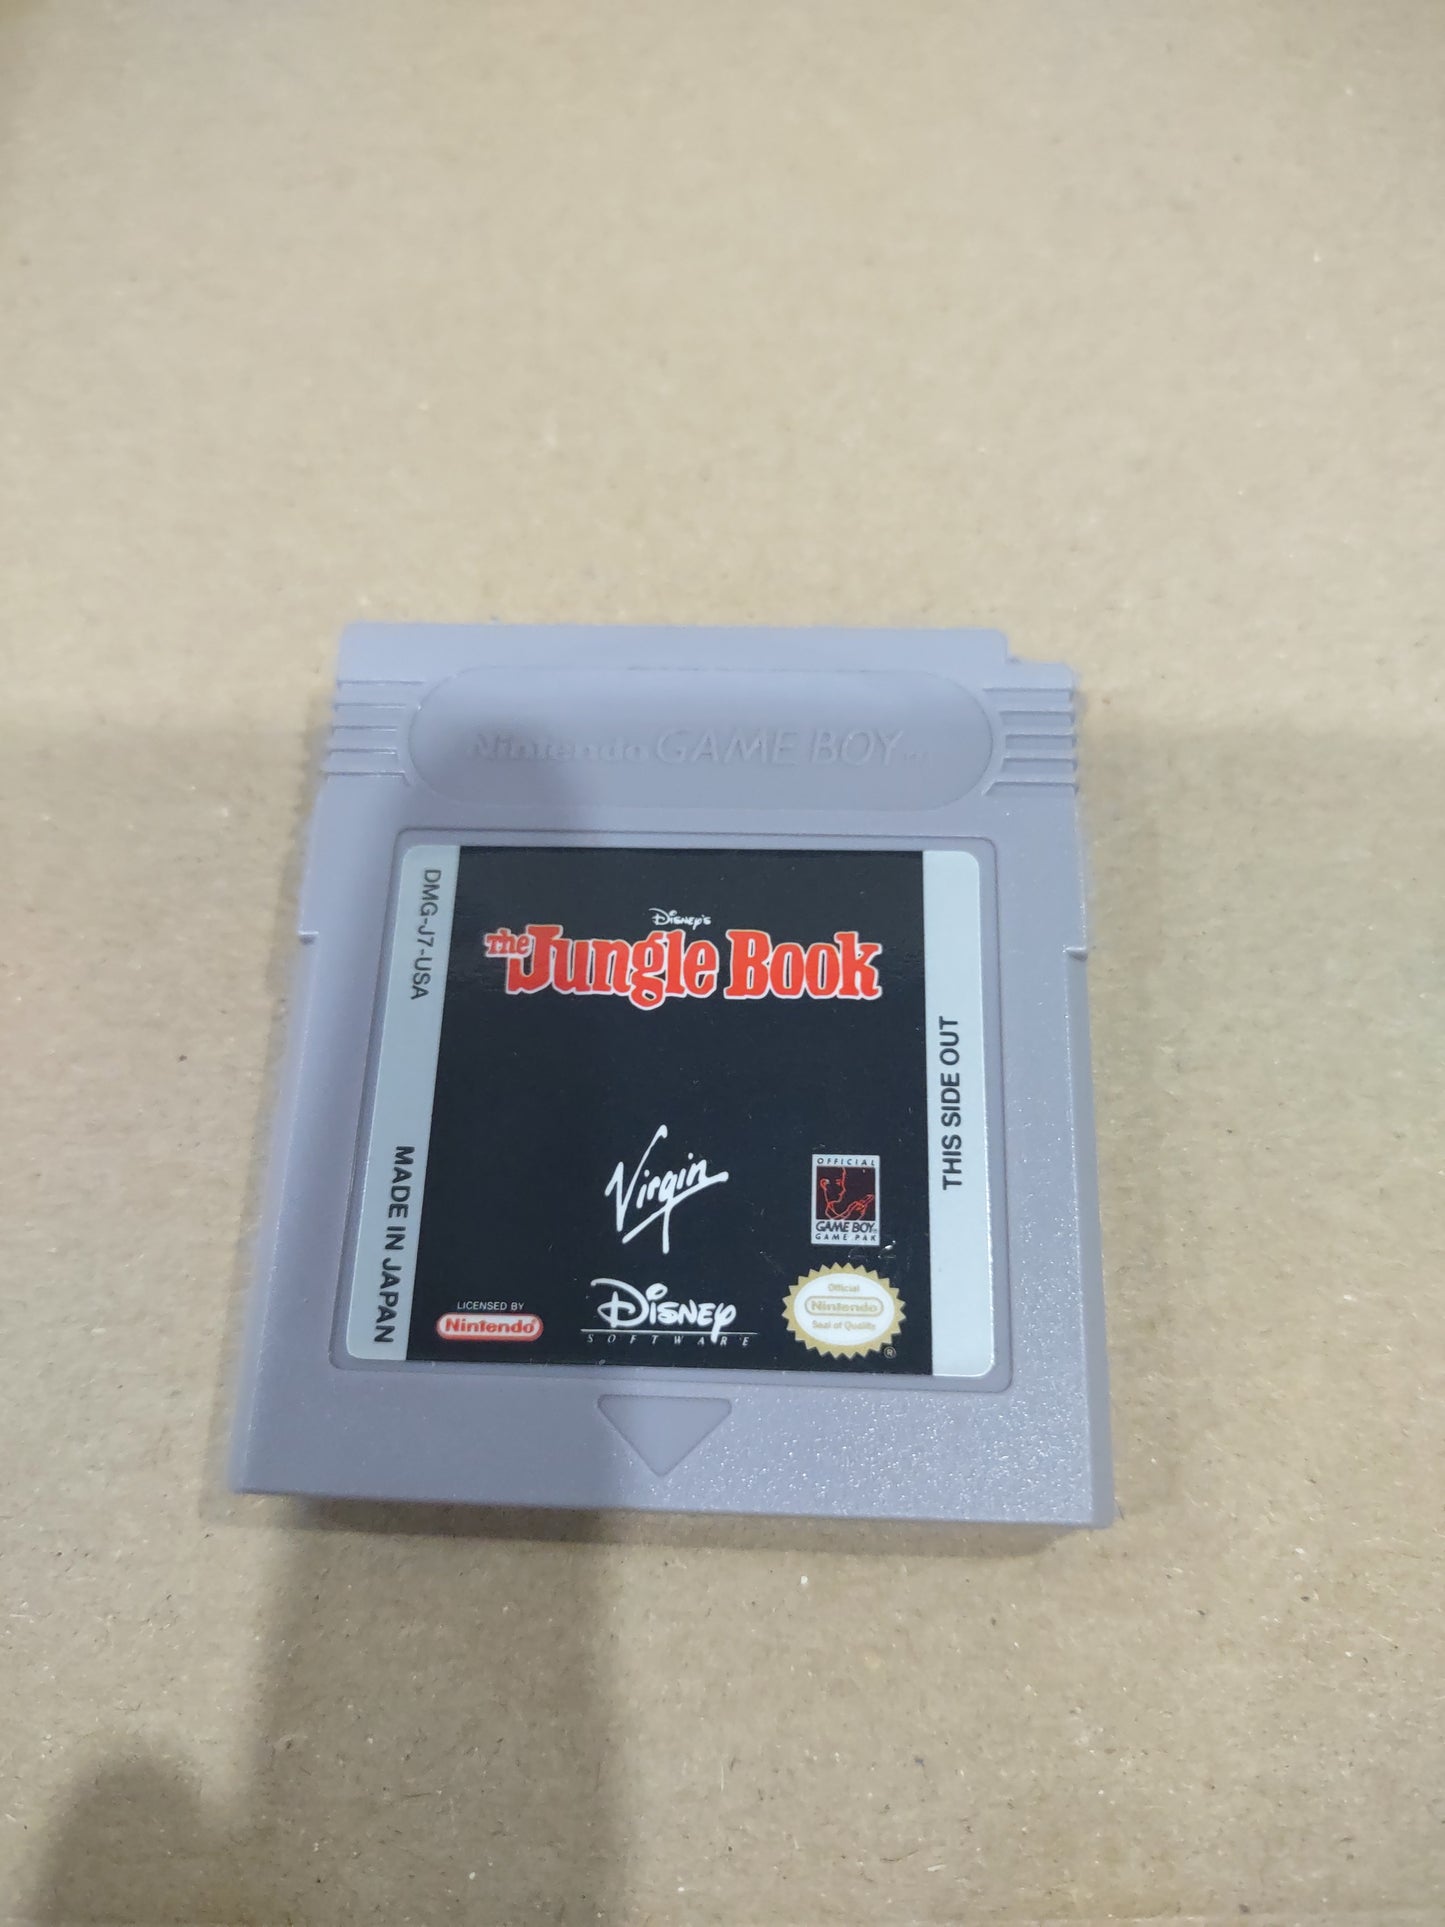 Nintendo GAME BOY™
DMG-J7-USA
MADE IN JAPAN
Disney's
The Jungle Book
Virgin
OFFICIAL
GAME BOY
GAME PAK
LICENSED BY
Nintendo®
Disney
SOFTWARE
Official
Nintendo
Seal of Quality
®
THIS SIDE OUT